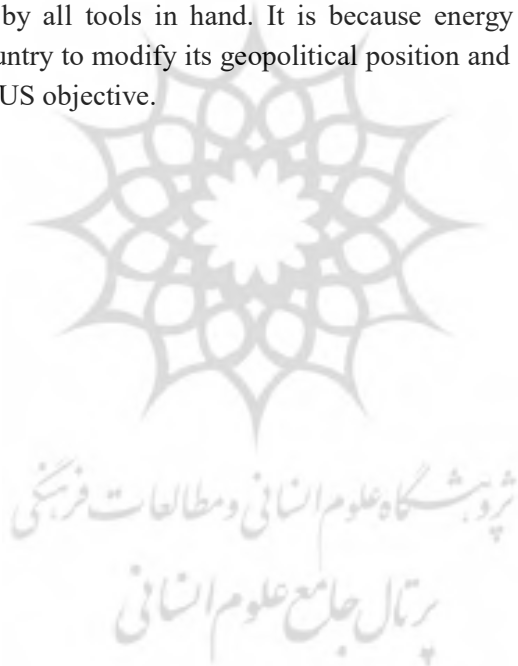 by all tools in hand. It is because energy
untry to modify its geopolitical position and
US objective.
پژوهشگاه علوم انسانی و مطالعات فرهنگی
پرتال جامع علوم انسانی